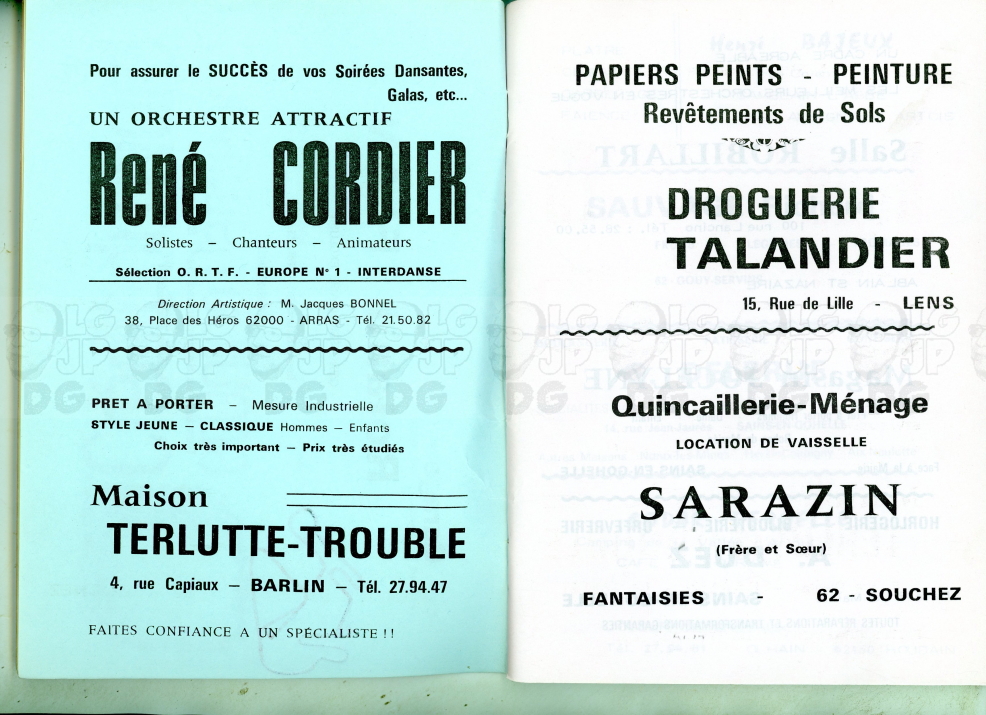 Pour assurer le SUCCÈS de vos Soirées Dansantes,
Galas, etc...
UN ORCHESTRE ATTRACTIF
René CORDIER
Solistes – Chanteurs – Animateurs
Sélection O. R. T. F. - EUROPE N° 1 - INTERDANSE
Direction Artistique : M. Jacques BONNEL
38, Place des Héros 62000 - ARRAS - Tél. 21.50.82
PRET A PORTER – Mesure Industrielle
STYLE JEUNE – CLASSIQUE Hommes – Enfants
Choix très important – Prix très étudiés
Maison
TERLUTTE-TROUBLE
4, rue Capiaux – BARLIN – Tél. 27.94.47
FAITES CONFIANCE A UN SPÉCIALISTE !!
PAPIERS PEINTS - PEINTURE
Revêtements de Sols
DROGUERIE
TALANDIER
15, Rue de Lille - LENS
Quincaillerie-Ménage
LOCATION DE VAISSELLE
SARAZIN
(Frère et Sœur)
FANTAISIES - 62 - SOUCHEZ